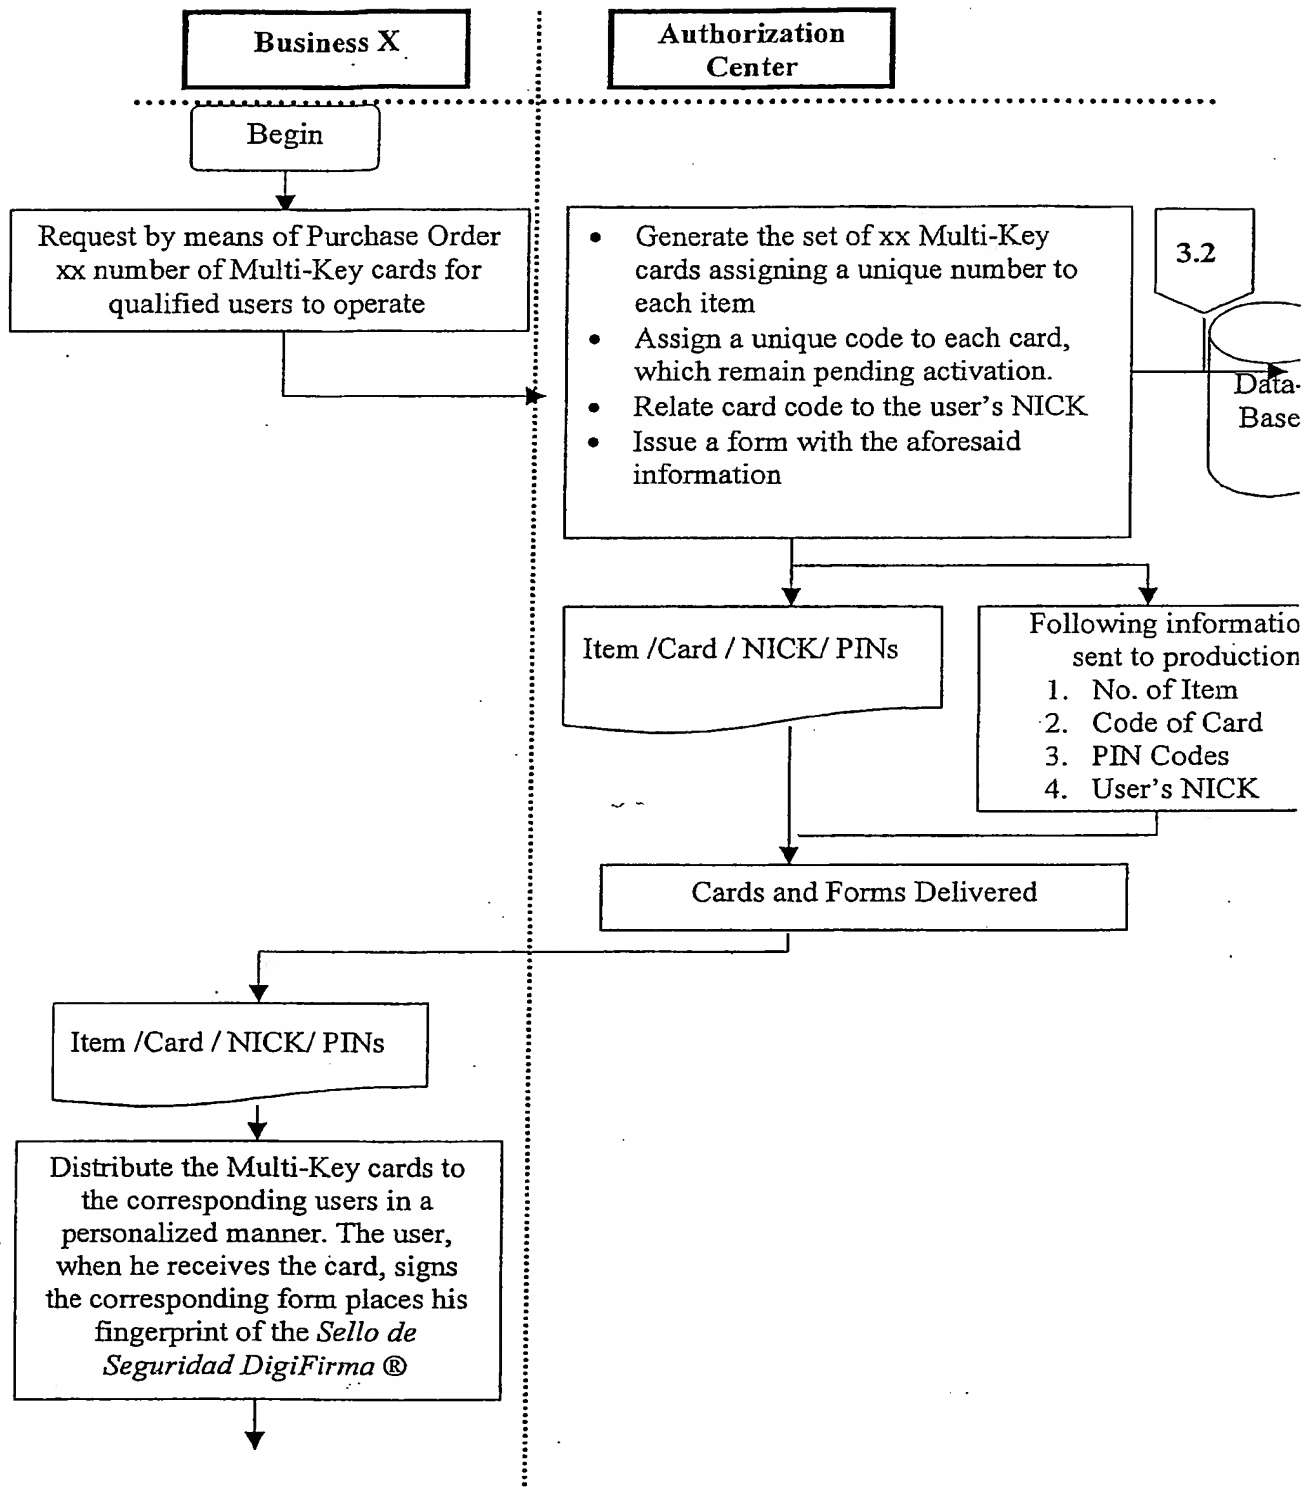 Business X
Authorization
Center
Begin
Request by means of Purchase Order
xx number of Multi-Key cards for
qualified users to operate
• Generate the set of xx Multi-Key
cards assigning a unique number to
each item
• Assign a unique code to each card,
which remain pending activation.
• Relate card code to the user's NICK
• Issue a form with the aforesaid
information
3.2
Data-
Base
Item /Card / NICK/ PINs
Following informatio
sent to production
1. No. of Item
2. Code of Card
3. PIN Codes
4. User's NICK
Cards and Forms Delivered
Item /Card / NICK/ PINs
Distribute the Multi-Key cards to
the corresponding users in a
personalized manner. The user,
when he receives the card, signs
the corresponding form places his
fingerprint of the Sello de
Seguridad DigiFirma ®